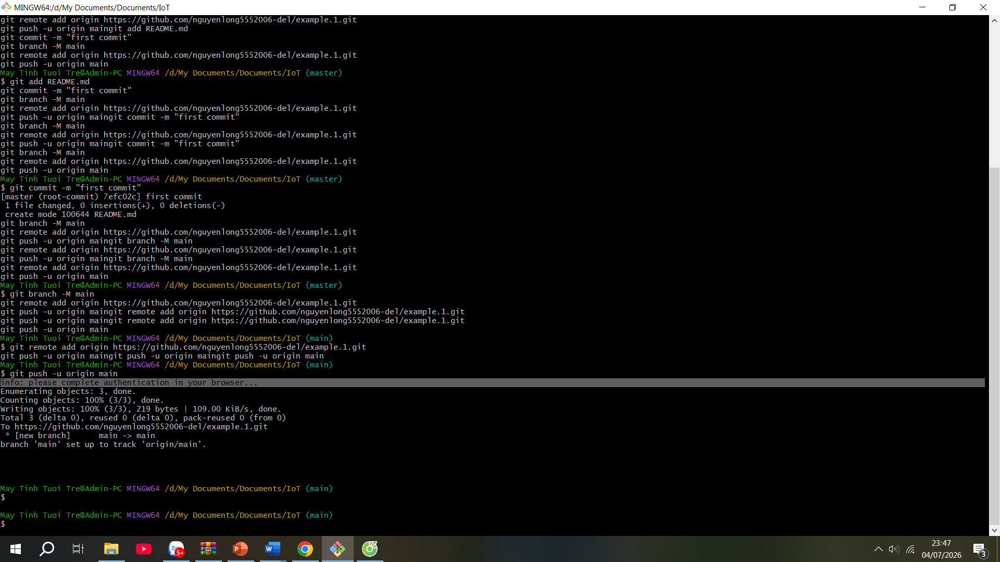 MINGW64:/d/My Documents/Documents/IoT
git remote add origin https://github.com/nguyenlong5552006-del/example.1.git
git push -u origin maingit add README.md
git commit -m "first commit"
git branch -M main
git remote add origin https://github.com/nguyenlong5552006-del/example.1.git
git push -u origin main
May Tinh Tuoi Tre@Admin-PC MINGW64 /d/My Documents/Documents/IoT (master)
$ git add README.md
git commit -m "first commit"
git branch -M main
git remote add origin https://github.com/nguyenlong5552006-del/example.1.git
git push -u origin maingit commit -m "first commit"
git branch -M main
git remote add origin https://github.com/nguyenlong5552006-del/example.1.git
git push -u origin maingit commit -m "first commit"
git branch -M main
git remote add origin https://github.com/nguyenlong5552006-del/example.1.git
git push -u origin main
May Tinh Tuoi Tre@Admin-PC MINGW64 /d/My Documents/Documents/IoT (master)
$ git commit -m "first commit"
[master (root-commit) 7efc02c] first commit
 1 file changed, 0 insertions(+), 0 deletions(-)
 create mode 100644 README.md
git branch -M main
git remote add origin https://github.com/nguyenlong5552006-del/example.1.git
git push -u origin maingit branch -M main
git remote add origin https://github.com/nguyenlong5552006-del/example.1.git
git push -u origin maingit branch -M main
git remote add origin https://github.com/nguyenlong5552006-del/example.1.git
git push -u origin main
May Tinh Tuoi Tre@Admin-PC MINGW64 /d/My Documents/Documents/IoT (master)
$ git branch -M main
git remote add origin https://github.com/nguyenlong5552006-del/example.1.git
git push -u origin maingit remote add origin https://github.com/nguyenlong5552006-del/example.1.git
git push -u origin maingit remote add origin https://github.com/nguyenlong5552006-del/example.1.git
git push -u origin main
May Tinh Tuoi Tre@Admin-PC MINGW64 /d/My Documents/Documents/IoT (main)
$ git remote add origin https://github.com/nguyenlong5552006-del/example.1.git
git push -u origin maingit push -u origin maingit push -u origin main
May Tinh Tuoi Tre@Admin-PC MINGW64 /d/My Documents/Documents/IoT (main)
$ git push -u origin main
info: please complete authentication in your browser...
Enumerating objects: 3, done.
Counting objects: 100% (3/3), done.
Writing objects: 100% (3/3), 219 bytes | 109.00 KiB/s, done.
Total 3 (delta 0), reused 0 (delta 0), pack-reused 0 (from 0)
To https://github.com/nguyenlong5552006-del/example.1.git
 * [new branch]      main -> main
branch 'main' set up to track 'origin/main'.
May Tinh Tuoi Tre@Admin-PC MINGW64 /d/My Documents/Documents/IoT (main)
$
May Tinh Tuoi Tre@Admin-PC MINGW64 /d/My Documents/Documents/IoT (main)
$
5+
23:47
04/07/2026
3